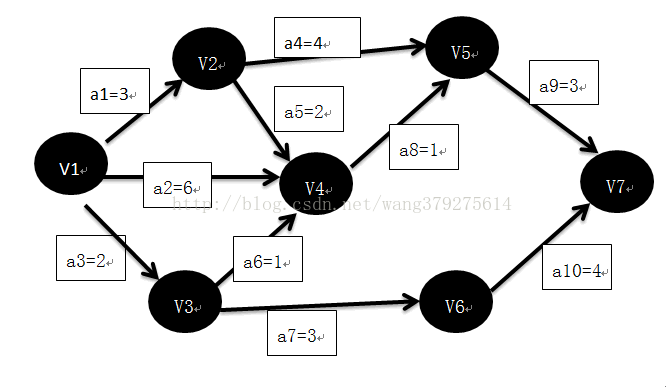 a4=4
V2
V5
a1=3
a9=3
a5=2
a8=1
V1
a2=6
V4
V7
http://blog.csdn.net/wang379275614
a3=2
a6=1
a10=4
V3
V6
a7=3